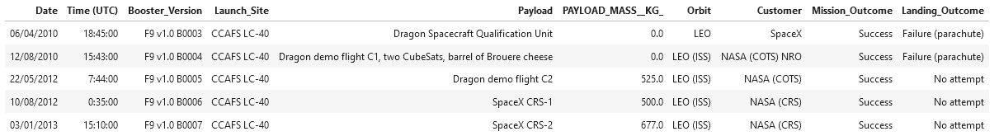 Date Time (UTC) Booster_Version Launch_Site Payload PAYLOAD_MASS__KG_ Orbit Customer Mission_Outcome Landing_Outcome
06/04/2010 18:45:00 F9 v1.0 B0003 CCAFS LC-40 Dragon Spacecraft Qualification Unit 0.0 LEO SpaceX Success Failure (parachute)
12/08/2010 15:43:00 F9 v1.0 B0004 CCAFS LC-40 Dragon demo flight C1, two CubeSats, barrel of Brouere cheese 0.0 LEO (ISS) NASA (COTS) NRO Success Failure (parachute)
22/05/2012 7:44:00 F9 v1.0 B0005 CCAFS LC-40 Dragon demo flight C2 525.0 LEO (ISS) NASA (COTS) Success No attempt
10/08/2012 0:35:00 F9 v1.0 B0006 CCAFS LC-40 SpaceX CRS-1 500.0 LEO (ISS) NASA (CRS) Success No attempt
03/01/2013 15:10:00 F9 v1.0 B0007 CCAFS LC-40 SpaceX CRS-2 677.0 LEO (ISS) NASA (CRS) Success No attempt